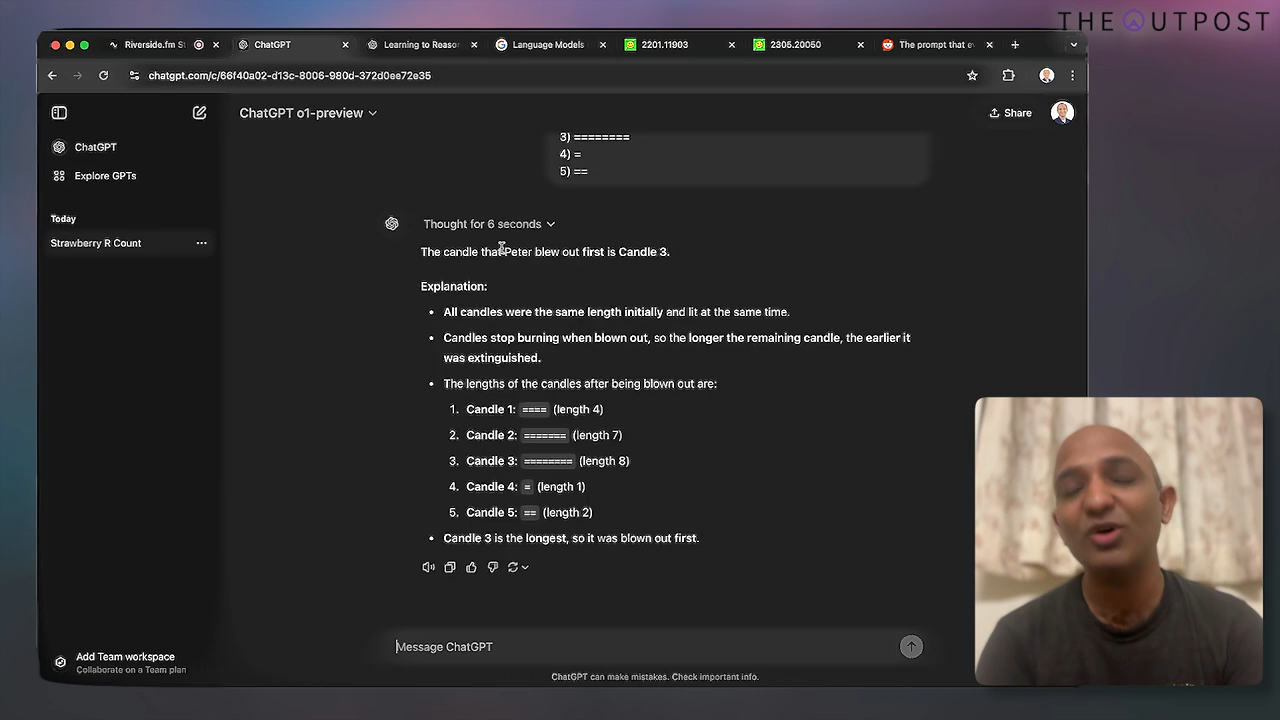 THE OUTPOST
Riverside.fm St
ChatGPT
Learning to Reaso
Language Models
2201.11903
2305.20050
The prompt that e
chatgpt.com/c/66f40a02-d13c-8006-980d-372d0ee72e35
ChatGPT o1-preview
Share
ChatGPT
Explore GPTs
Today
Strawberry R Count
3) ========
4) =
5) ==
Thought for 6 seconds
The candle that Peter blew out first is Candle 3.
Explanation:
• All candles were the same length initially and lit at the same time.
• Candles stop burning when blown out, so the longer the remaining candle, the earlier it
was extinguished.
• The lengths of the candles after being blown out are:
1. Candle 1: ==== (length 4)
2. Candle 2: ======= (length 7)
3. Candle 3: ======== (length 8)
4. Candle 4: = (length 1)
5. Candle 5: == (length 2)
• Candle 3 is the longest, so it was blown out first.
Message ChatGPT
Add Team workspace
Collaborate on a Team plan
ChatGPT can make mistakes. Check important info.